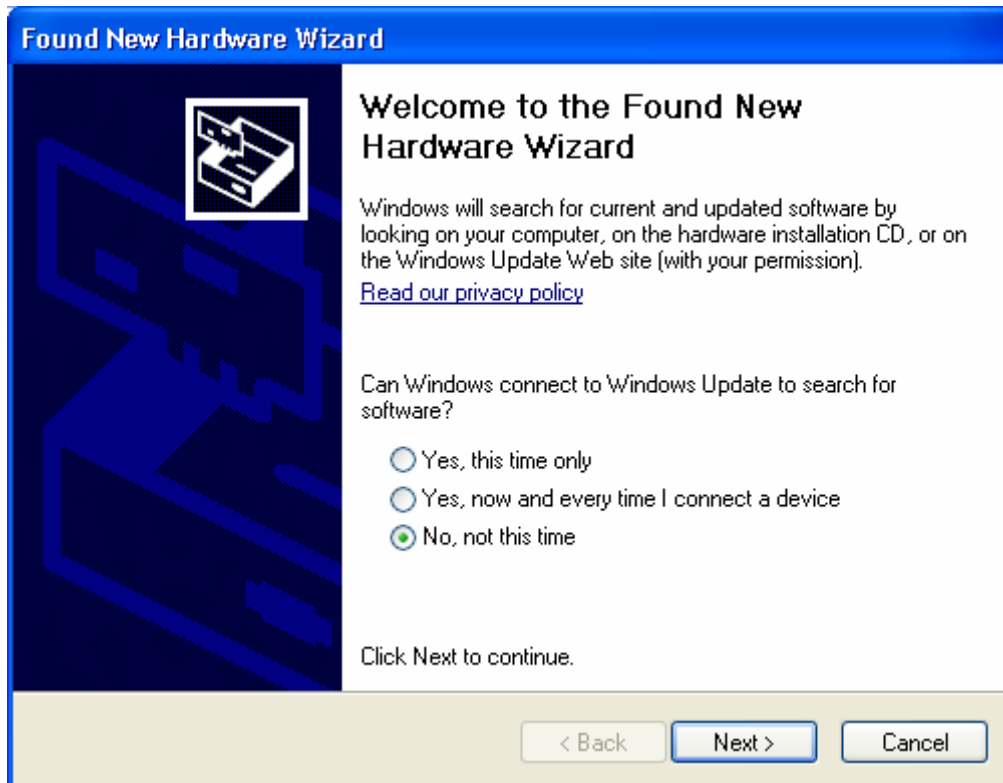 Found New Hardware Wizard
Welcome to the Found New
Hardware Wizard
Windows will search for current and updated software by
looking on your computer, on the hardware installation CD, or on
the Windows Update Web site (with your permission).
Read our privacy policy
Can Windows connect to Windows Update to search for
software?
Yes, this time only
Yes, now and every time I connect a device
No, not this time
Click Next to continue.
< Back
Next >
Cancel